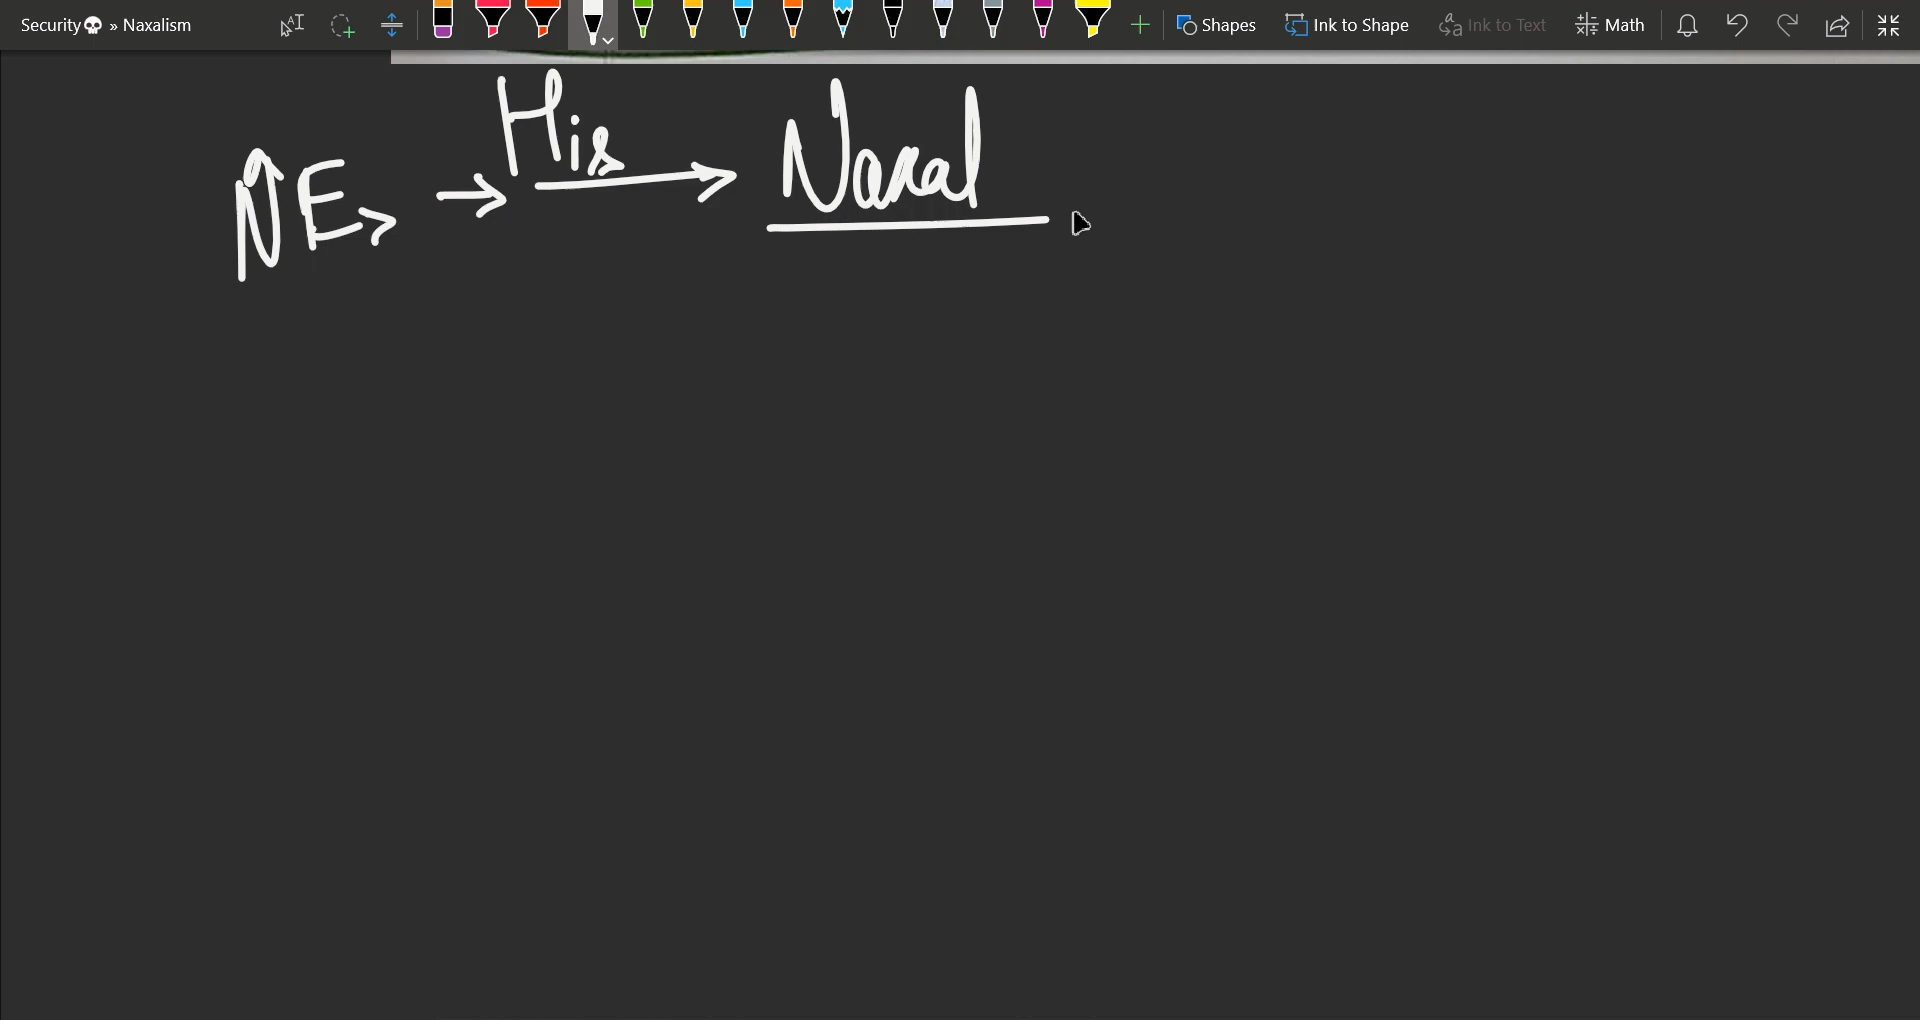 Security💀 » Naxalism Shapes Ink to Shape Ink to Text Math
NE → His → Naxal